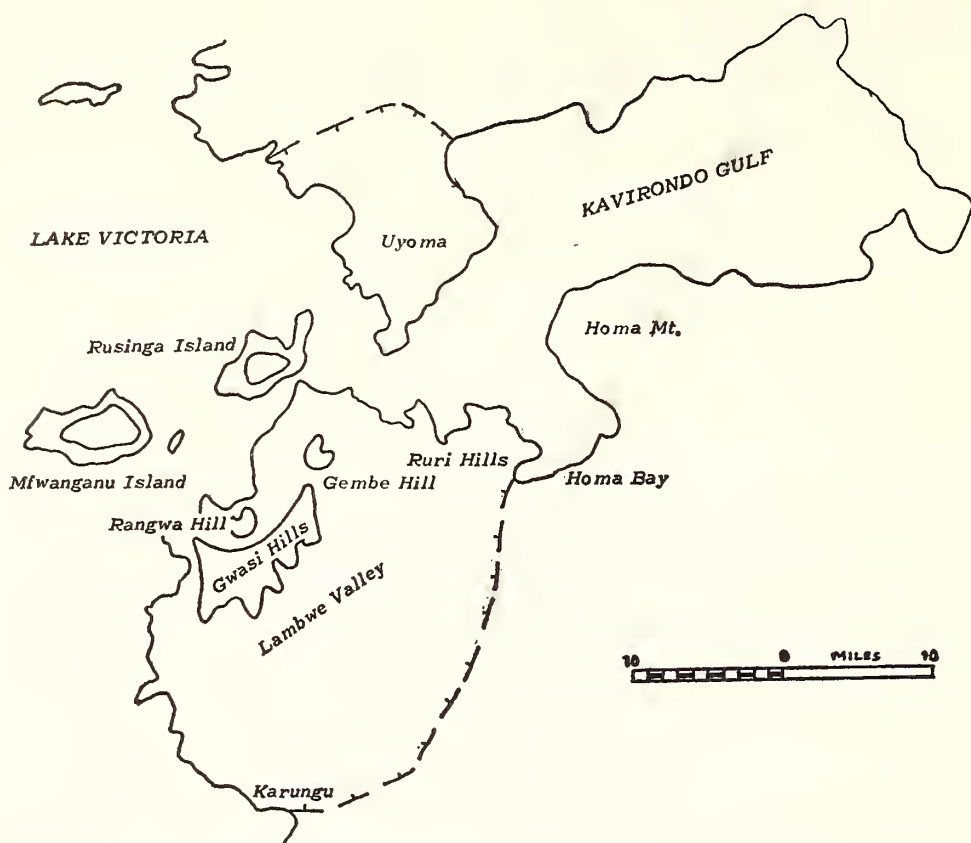 KAVIRONDO GULF
LAKE VICTORIA
Uyoma
Homa Mt.
Rusinga Island
Ruri Hills
Mfwanganu Island
Gembe Hill
Homa Bay
Rangwa Hill
Gwasi Hills
Lambwe Valley
10 0 MILES 10
Karungu